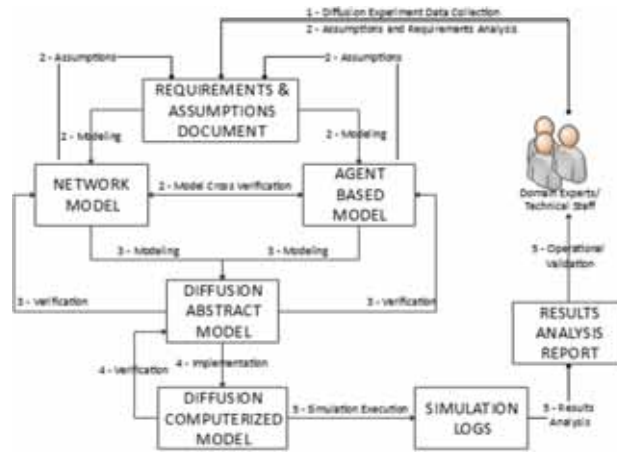 1 - Diffusion Experiment Data Collection
2 - Assumptions and Requirements Analysis
2 - Assumptions
2 - Assumptions
REQUIREMENTS &
ASSUMPTIONS
DOCUMENT
2 - Modeling
2 - Modeling
NETWORK
MODEL
2 - Model Cross Verification
AGENT
BASED
MODEL
Domain Experts/
Technical Staff
3 - Modeling
3 - Modeling
5 - Operational
Validation
3 - Verification
DIFFUSION
ABSTRACT
MODEL
3 - Verification
RESULTS
ANALYSIS
REPORT
4 - Verification
4 - Implementation
DIFFUSION
COMPUTERIZED
MODEL
5 - Simulation Execution
SIMULATION
LOGS
5 - Results
Analysis